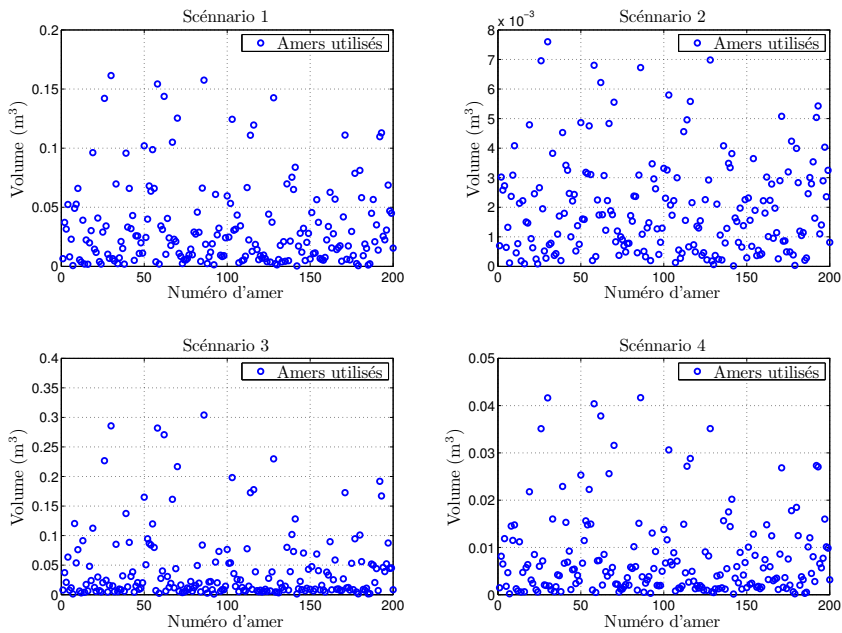 Scénnario 1
Amers utilisés
Volume (m³)
0.2
0.15
0.1
0.05
0
0 50 100 150 200
Numéro d'amer
Scénnario 2
8 x 10⁻³
Amers utilisés
Volume (m³)
7
6
5
4
3
2
1
0
0 50 100 150 200
Numéro d'amer
Scénnario 3
Amers utilisés
Volume (m³)
0.4
0.35
0.3
0.25
0.2
0.15
0.1
0.05
0
0 50 100 150 200
Numéro d'amer
Scénnario 4
Amers utilisés
Volume (m³)
0.05
0.04
0.03
0.02
0.01
0
0 50 100 150 200
Numéro d'amer